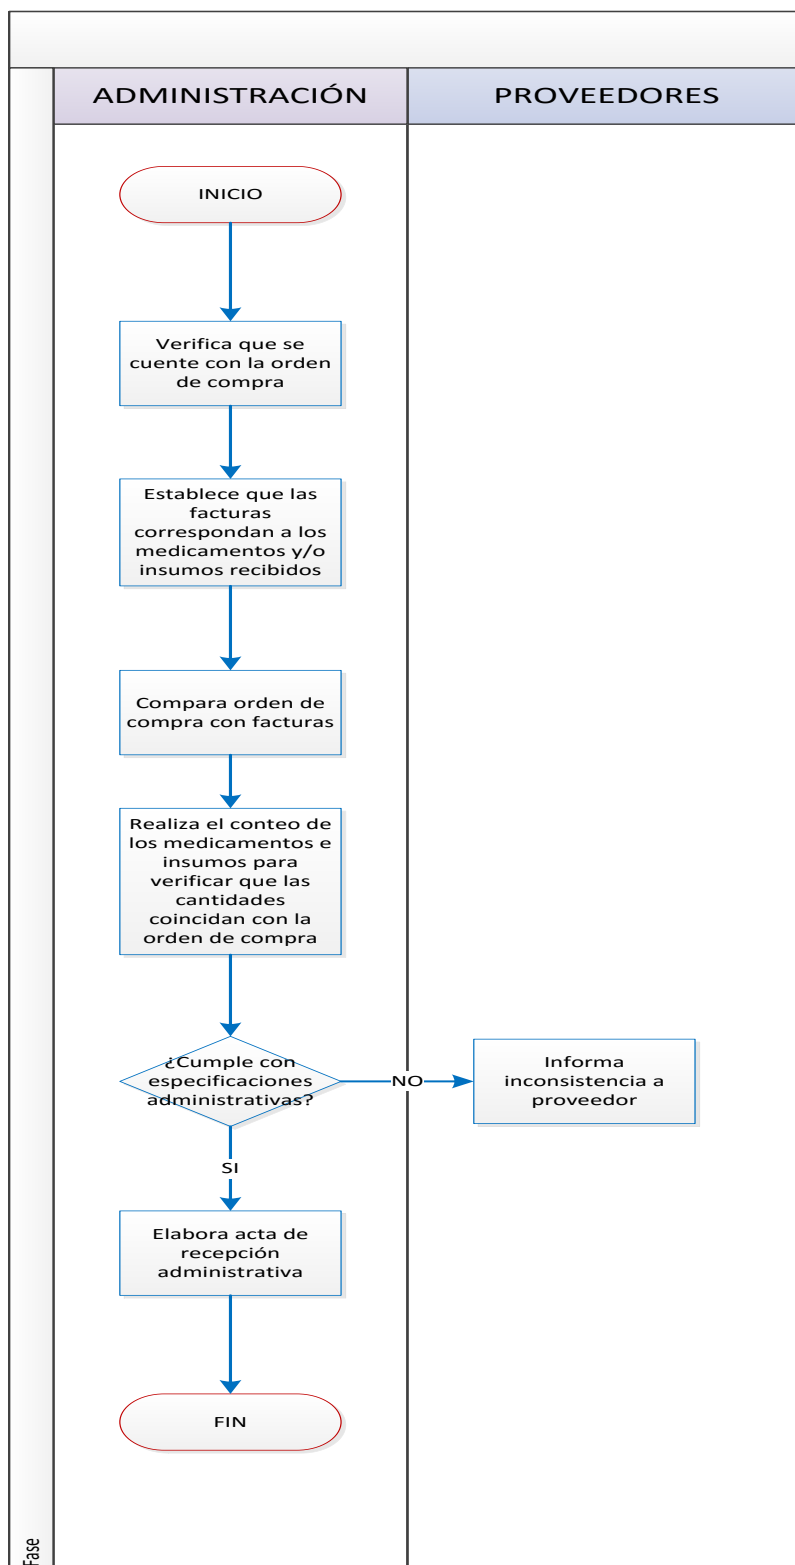 ADMINISTRACIÓN
PROVEEDORES
INICIO
Verifica que se
cuente con la orden
de compra
Establece que las
facturas
correspondan a los
medicamentos y/o
insumos recibidos
Compara orden de
compra con facturas
Realiza el conteo de
los medicamentos e
insumos para
verificar que las
cantidades
coincidan con la
orden de compra
¿Cumple con
especificaciones
administrativas?
NO
Informa
inconsistencia a
proveedor
SI
Elabora acta de
recepción
administrativa
FIN
Fase